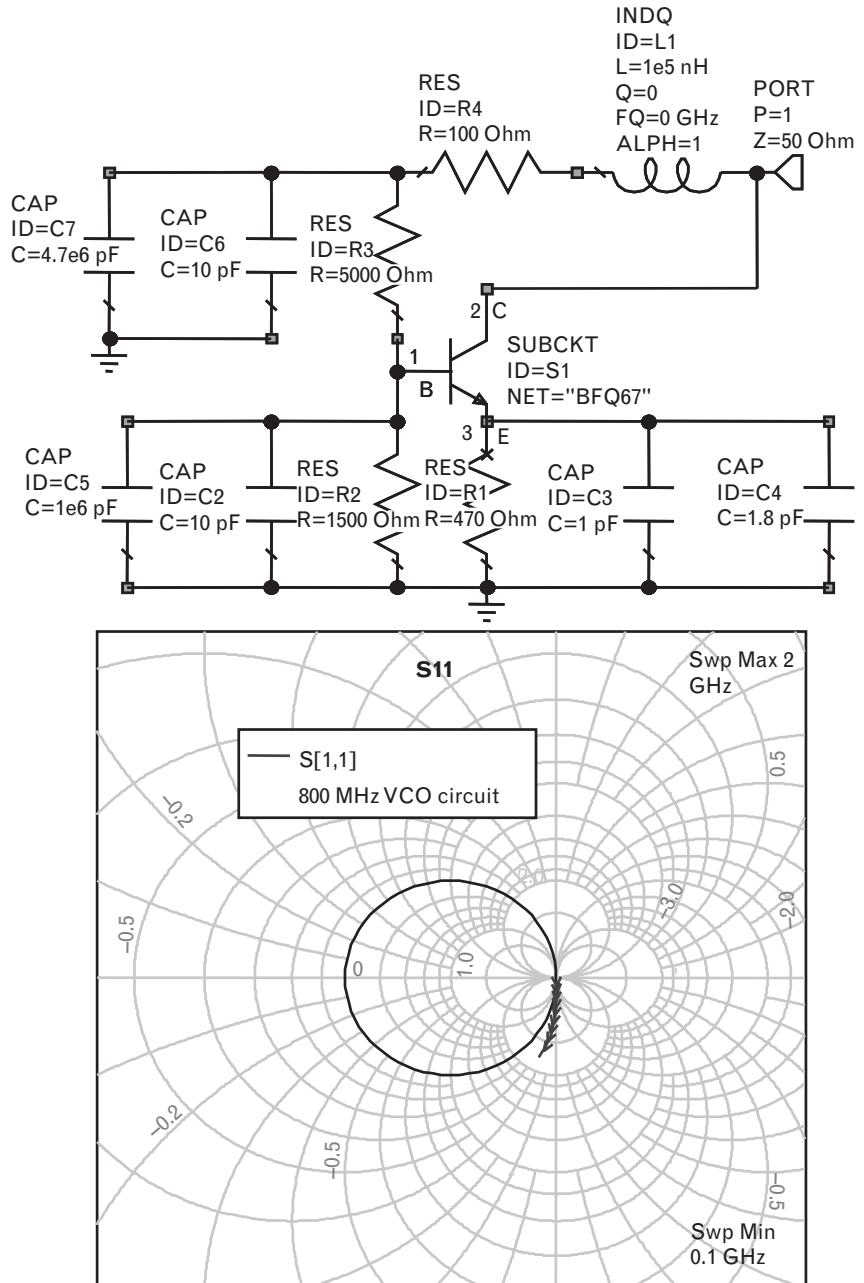 INDQ
ID=L1
L=1e5 nH
Q=0
FQ=0 GHz
ALPH=1
PORT
P=1
Z=50 Ohm
RES
ID=R4
R=100 Ohm
CAP
ID=C7
C=4.7e6 pF
CAP
ID=C6
C=10 pF
RES
ID=R3
R=5000 Ohm
2 C
1
B
SUBCKT
ID=S1
NET="BFQ67"
3 E
CAP
ID=C5
C=1e6 pF
CAP
ID=C2
C=10 pF
RES
ID=R2
R=1500 Ohm
RES
ID=R1
R=470 Ohm
CAP
ID=C3
C=1 pF
CAP
ID=C4
C=1.8 pF
S11
Swp Max 2
GHz
S[1,1]
800 MHz VCO circuit
0.5
−0.2
−0.5
−3.0
−2.0
0
1.0
−0.2
−0.5
−0.5
Swp Min
0.1 GHz